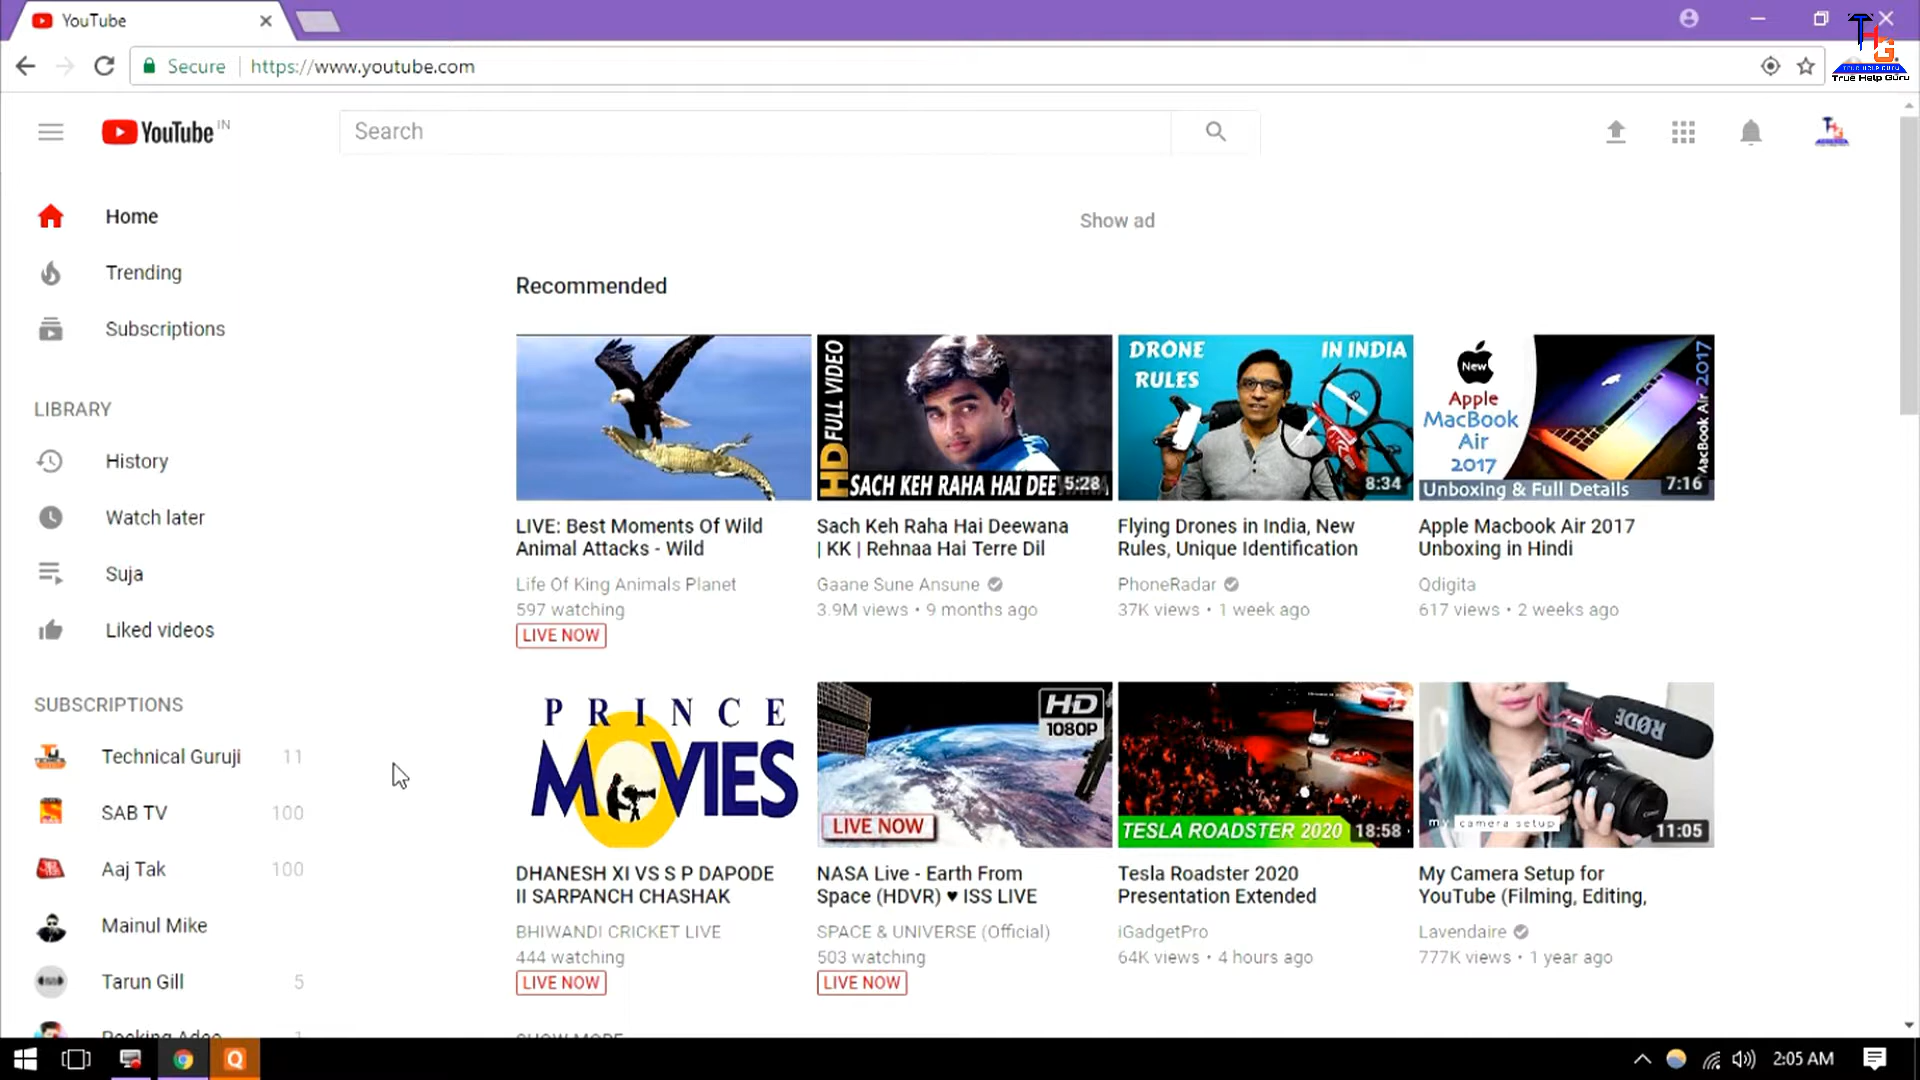 YouTube
Secure
https://www.youtube.com
THG
TRUE HELP GURU
True Help Guru
YouTube IN
Search
Home
Trending
Subscriptions
LIBRARY
History
Watch later
Suja
Liked videos
SUBSCRIPTIONS
Technical Guruji 11
SAB TV 100
Aaj Tak 100
Mainul Mike
Tarun Gill 5
Show ad
Recommended
HD FULL VIDEO
SACH KEH RAHA HAI DEE
5:28
DRONE RULES IN INDIA
8:34
New
Apple
MacBook
Air
2017
MacBook Air 2017
Unboxing & Full Details
7:16
LIVE: Best Moments Of Wild
Animal Attacks - Wild
Life Of King Animals Planet
597 watching
LIVE NOW
Sach Keh Raha Hai Deewana
| KK | Rehnaa Hai Terre Dil
Gaane Sune Ansune
3.9M views • 9 months ago
Flying Drones in India, New
Rules, Unique Identification
PhoneRadar
37K views • 1 week ago
Apple Macbook Air 2017
Unboxing in Hindi
Qdigita
617 views • 2 weeks ago
PRINCE
MOVIES
HD
1080P
LIVE NOW
TESLA ROADSTER 2020
18:58
RØDE
my camera setup
11:05
DHANESH XI VS S P DAPODE
II SARPANCH CHASHAK
BHIWANDI CRICKET LIVE
444 watching
LIVE NOW
NASA Live - Earth From
Space (HDVR) ♥ ISS LIVE
SPACE & UNIVERSE (Official)
503 watching
LIVE NOW
Tesla Roadster 2020
Presentation Extended
iGadgetPro
64K views • 4 hours ago
My Camera Setup for
YouTube (Filming, Editing,
Lavendaire
777K views • 1 year ago
SHOW MORE
Q
2:05 AM